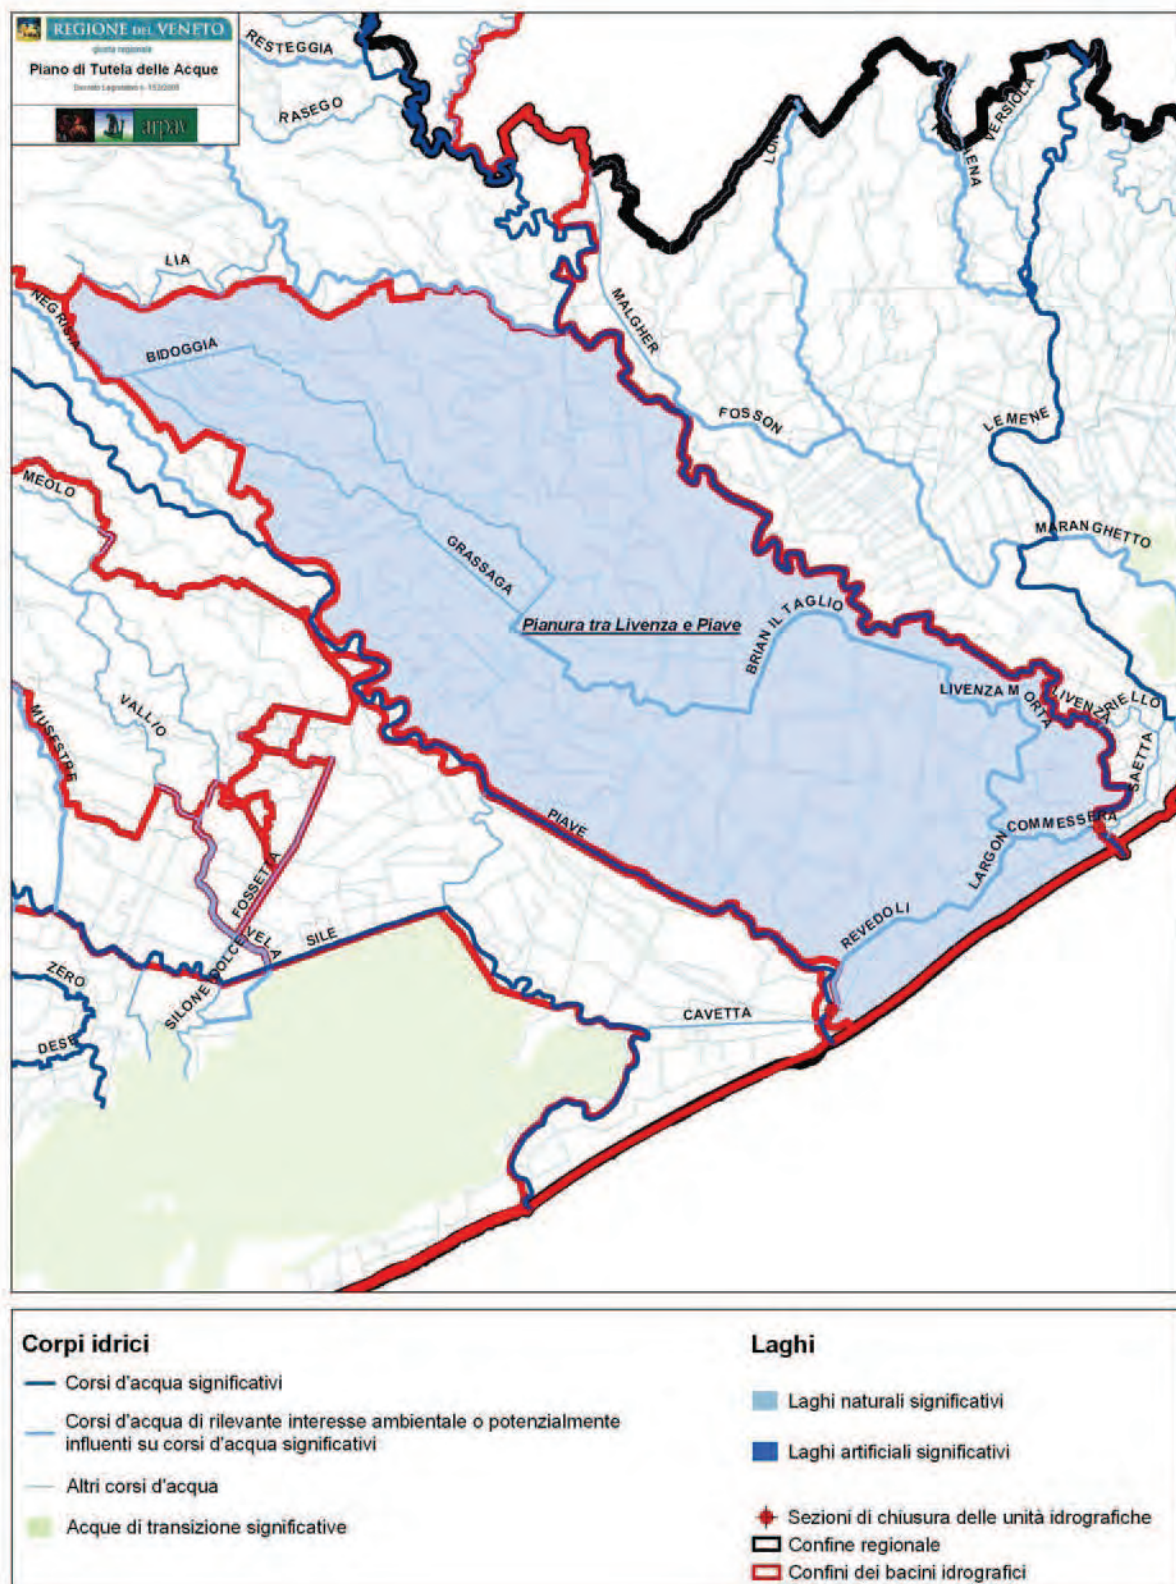 REGIONE DEL VENETO
giunta regionale
Piano di Tutela delle Acque
arpav
RESTEGGIA
RASEGO
LON
VERSIOLA
LIA
NEGRISIA
BIDOGGIA
MALGHER
FOSSON
LEMENE
MEOLO
MARANGHETTO
GRASSAGA
Pianura tra Livenza e Piave
BRIAN IL TAGLIO
LIVENZA MORTA
LIVENZA
RIELLO
VALLIO
MUSESTRE
SAETTA
PIAVE
COMMESSERA
LARGON
FOSSETTA
REVEDOLI
VELA
SILE
SILONE
DOLCE
ZERO
DESE
CAVETTA
Corpi idrici
Corsi d'acqua significativi
Corsi d'acqua di rilevante interesse ambientale o potenzialmente
influenti su corsi d'acqua significativi
Altri corsi d'acqua
Acque di transizione significative
Laghi
Laghi naturali significativi
Laghi artificiali significativi
Sezioni di chiusura delle unità idrografiche
Confine regionale
Confini dei bacini idrografici